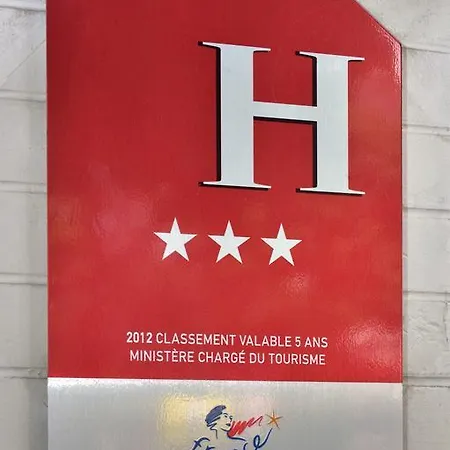 H
2012 CLASSEMENT VALABLE 5 ANS
MINISTÈRE CHARGÉ DU TOURISME